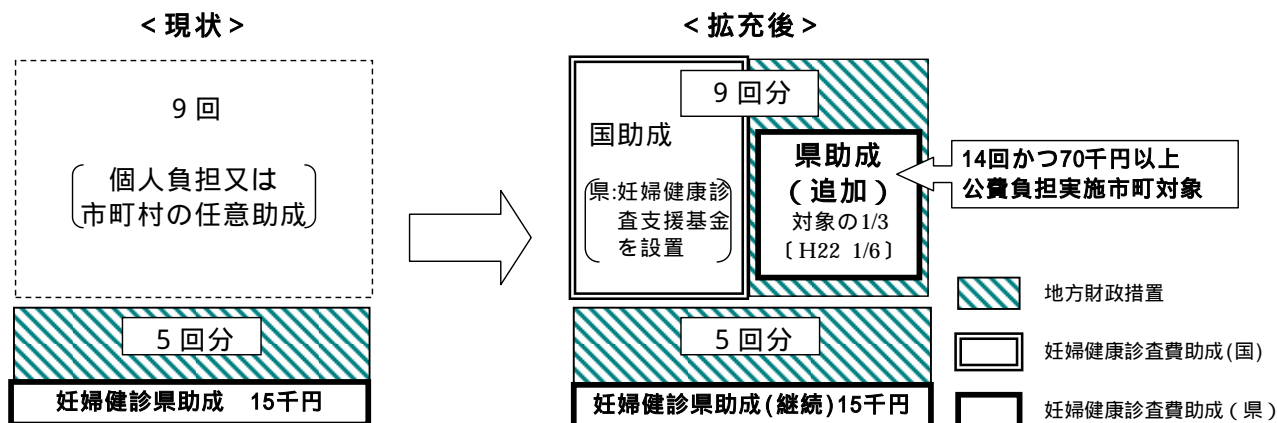 <現状>
9回
個人負担又は
市町村の任意助成
5回分
妊婦健診県助成 15千円
<拡充後>
9回分
国助成
県:妊婦健康診
査支援基金
を設置
県助成
(追加)
対象の1/3
〔H22 1/6〕
14回かつ70千円以上
公費負担実施市町対象
5回分
妊婦健診県助成(継続)15千円
地方財政措置
妊婦健康診査費助成(国)
妊婦健康診査費助成(県)